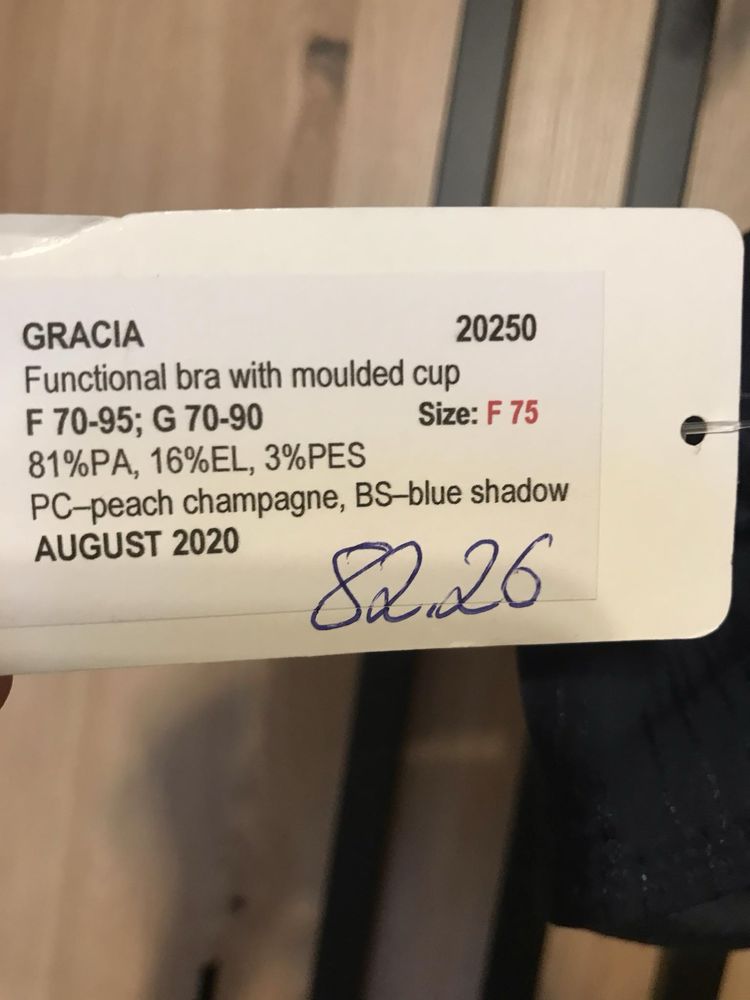 GRACIA 20250
Functional bra with moulded cup
F 70-95; G 70-90 Size: F 75
81%PA, 16%EL, 3%PES
PC–peach champagne, BS–blue shadow
AUGUST 2020
82.26